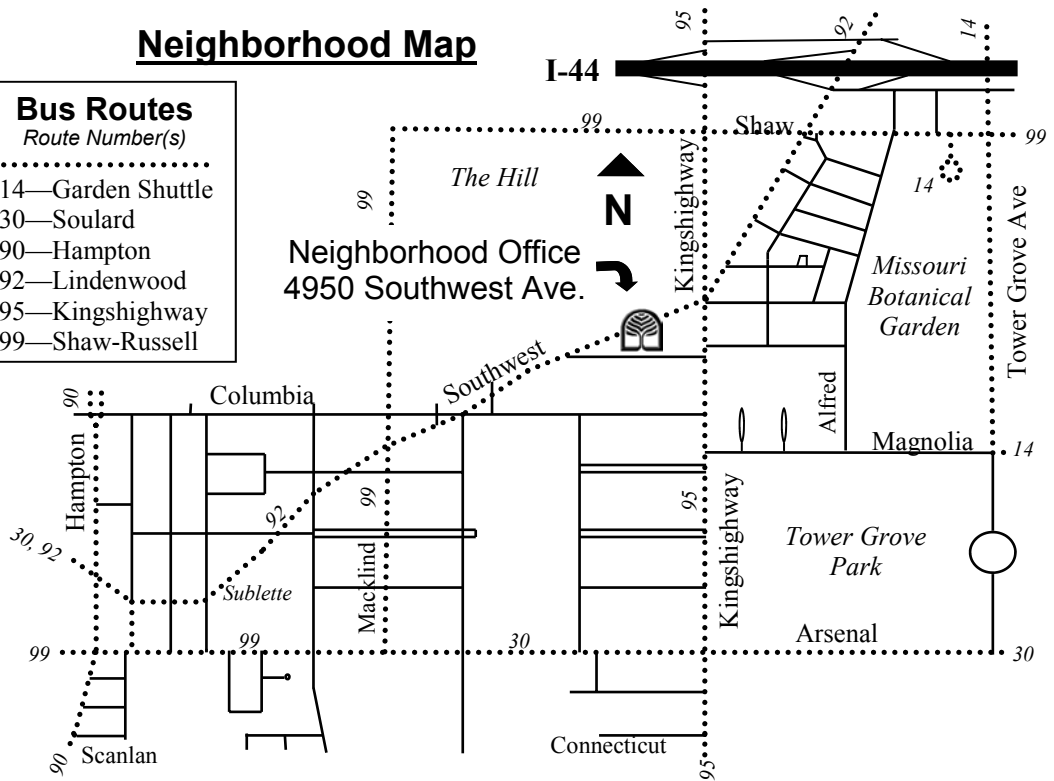 Neighborhood Map
Bus Routes
Route Number(s)
14—Garden Shuttle
30—Soulard
90—Hampton
92—Lindenwood
95—Kingshighway
99—Shaw-Russell
95
92
14
I-44
99
Shaw
99
The Hill
N
99
Kingshighway
14
Neighborhood Office
4950 Southwest Ave.
Missouri
Botanical
Garden
Tower Grove Ave
Southwest
90
Columbia
Alfred
Magnolia
14
Hampton
99
95
Kingshighway
30, 92
92
Tower Grove
Park
Sublette
Macklind
99
99
30
Arsenal
30
90
Scanlan
Connecticut
95